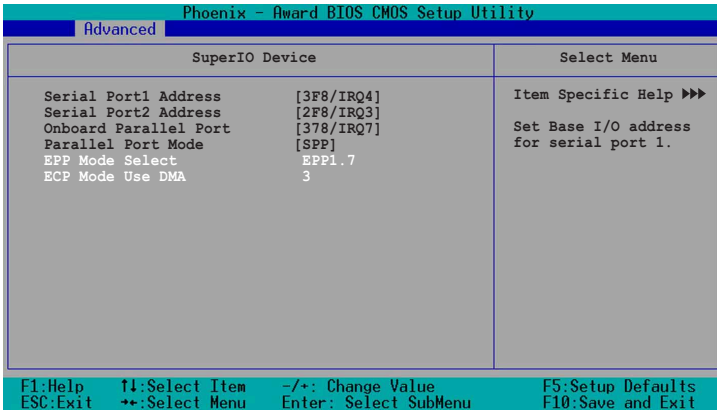 Phoenix - Award BIOS CMOS Setup Utility
Advanced
SuperIO Device
Select Menu
Serial Port1 Address [3F8/IRQ4]
Serial Port2 Address [2F8/IRQ3]
Onboard Parallel Port [378/IRQ7]
Parallel Port Mode [SPP]
EPP Mode Select EPP1.7
ECP Mode Use DMA 3
Item Specific Help ▶▶▶
Set Base I/O address
for serial port 1.
F1:Help ↑↓:Select Item -/+: Change Value F5:Setup Defaults
ESC:Exit →←:Select Menu Enter: Select SubMenu F10:Save and Exit